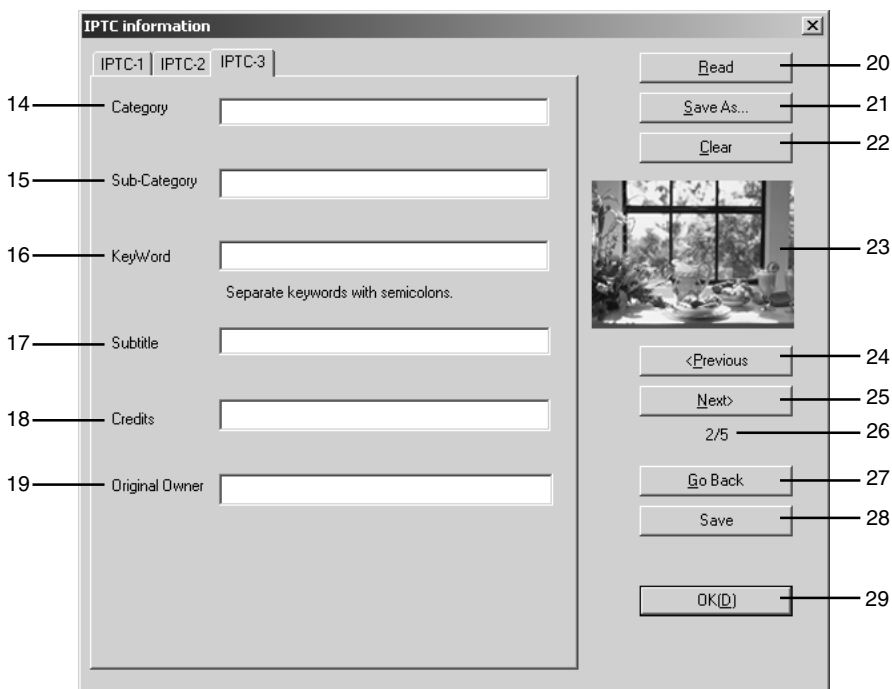 IPTC information
IPTC-1 IPTC-2 IPTC-3
14 Category
15 Sub-Category
16 KeyWord
Separate keywords with semicolons.
17 Subtitle
18 Credits
19 Original Owner
Read 20
Save As... 21
Clear 22
23
<Previous 24
Next> 25
2/5 26
Go Back 27
Save 28
OK(D) 29